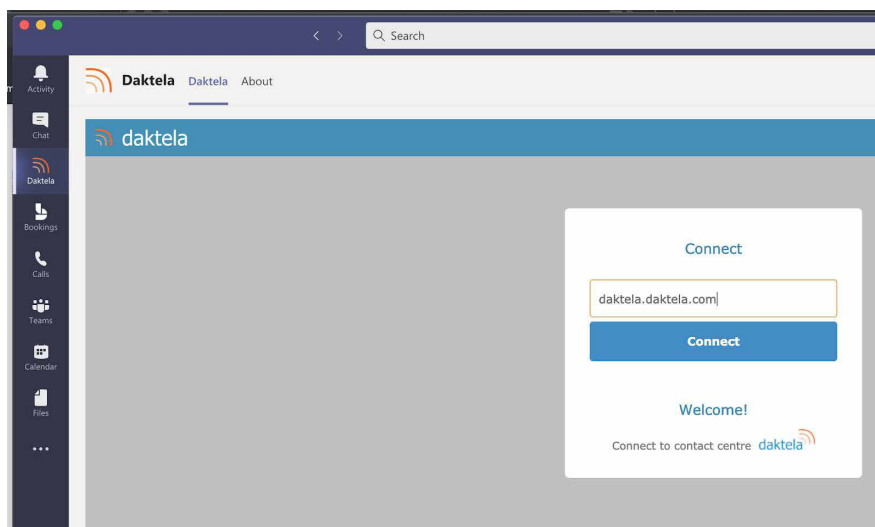 Search
Activity
Daktela Daktela About
Chat
daktela
Daktela
Bookings
Connect
Calls
daktela.daktela.com
Teams
Connect
Calendar
Files
Welcome!
Connect to contact centre daktela